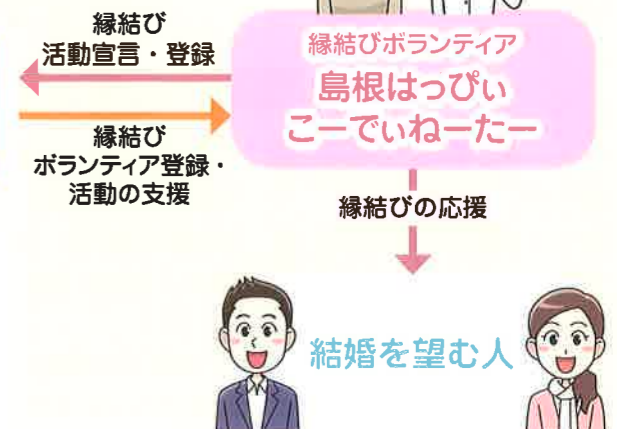 縁結び
活動宣言・登録
縁結びボランティア
島根はっぴぃ
こーでぃねーたー
縁結び
ボランティア登録・
活動の支援
縁結びの応援
結婚を望む人